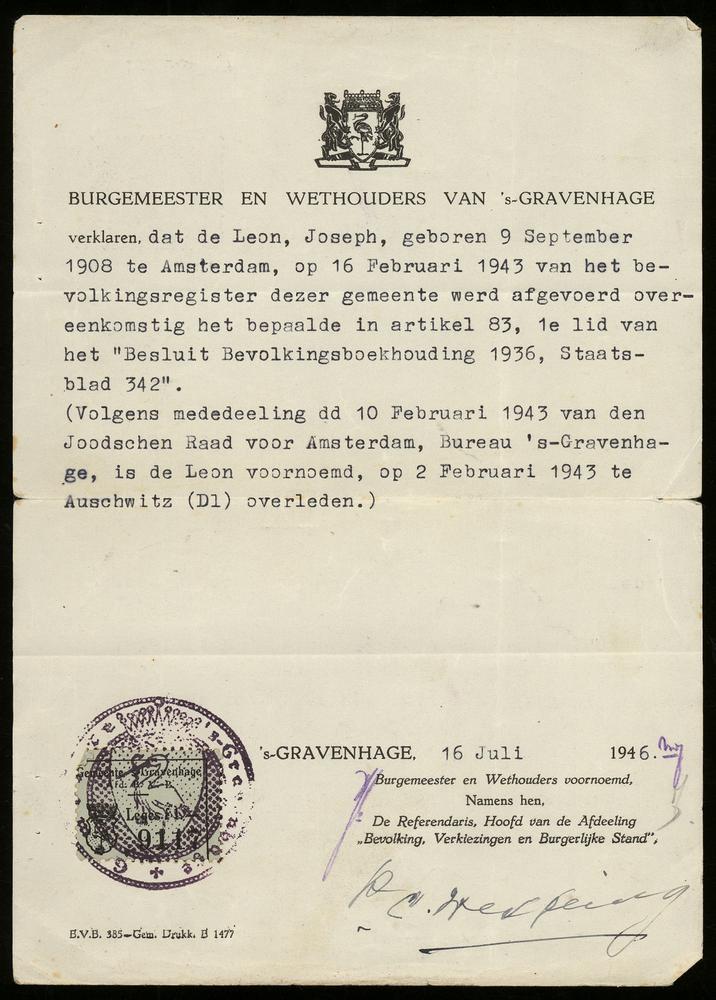 BURGEMEESTER EN WETHOUDERS VAN 's-GRAVENHAGE
verklaren, dat de Leon, Joseph, geboren 9 September
1908 te Amsterdam, op 16 Februari 1943 van het be-
volkingsregister dezer gemeente werd afgevoerd over-
eenkomstig het bepaalde in artikel 83, 1e lid van
het "Besluit Bevolkingsboekhouding 1936, Staats-
blad 342".
(Volgens mededeeling dd 10 Februari 1943 van den
Joodschen Raad voor Amsterdam, Bureau 's-Gravenha-
ge, is de Leon voornoemd, op 2 Februari 1943 te
Auschwitz (Dl) overleden.)
's-GRAVENHAGE, 16 Juli 1946.
Burgemeester en Wethouders voornoemd,
Namens hen,
De Referendaris, Hoofd van de Afdeeling
„Bevolking, Verkiezingen en Burgerlijke Stand",
Gemeente 's-Gravenhage
Leges
911
B.V.B. 385—Gem. Drukk. B 1477